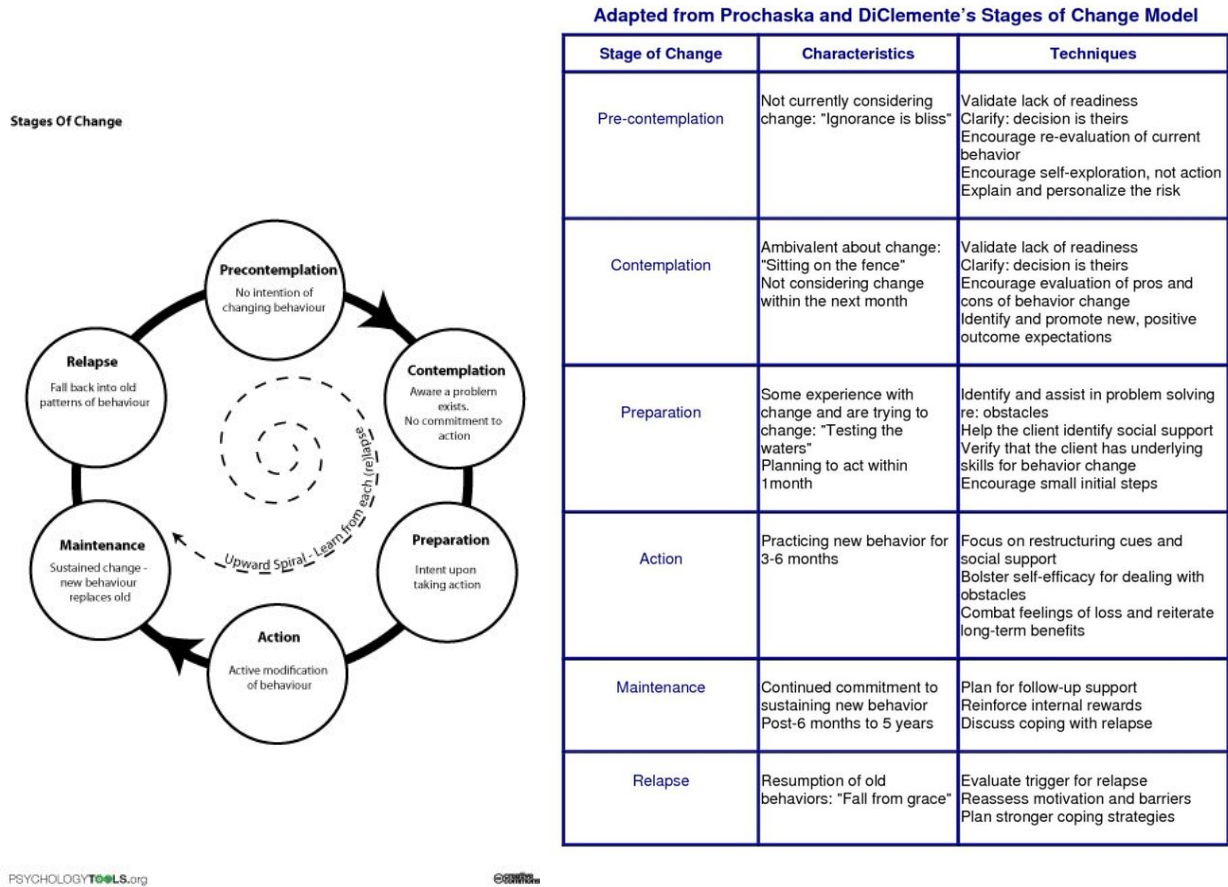 Stages Of Change
Precontemplation
No intention of
changing behaviour
Contemplation
Aware a problem
exists.
No commitment to
action
Preparation
Intent upon
taking action
Action
Active modification
of behaviour
Maintenance
Sustained change -
new behaviour
replaces old
Relapse
Fall back into old
patterns of behaviour
Upward Spiral - Learn from each (re)lapse
PSYCHOLOGYTOOLS.org
creative
commons
Adapted from Prochaska and DiClemente's Stages of Change Model
Stage of Change
Characteristics
Techniques
Pre-contemplation
Not currently considering
change: "Ignorance is bliss"
Validate lack of readiness
Clarify: decision is theirs
Encourage re-evaluation of current
behavior
Encourage self-exploration, not action
Explain and personalize the risk
Contemplation
Ambivalent about change:
"Sitting on the fence"
Not considering change
within the next month
Validate lack of readiness
Clarify: decision is theirs
Encourage evaluation of pros and
cons of behavior change
Identify and promote new, positive
outcome expectations
Preparation
Some experience with
change and are trying to
change: "Testing the
waters"
Planning to act within
1month
Identify and assist in problem solving
re: obstacles
Help the client identify social support
Verify that the client has underlying
skills for behavior change
Encourage small initial steps
Action
Practicing new behavior for
3-6 months
Focus on restructuring cues and
social support
Bolster self-efficacy for dealing with
obstacles
Combat feelings of loss and reiterate
long-term benefits
Maintenance
Continued commitment to
sustaining new behavior
Post-6 months to 5 years
Plan for follow-up support
Reinforce internal rewards
Discuss coping with relapse
Relapse
Resumption of old
behaviors: "Fall from grace"
Evaluate trigger for relapse
Reassess motivation and barriers
Plan stronger coping strategies